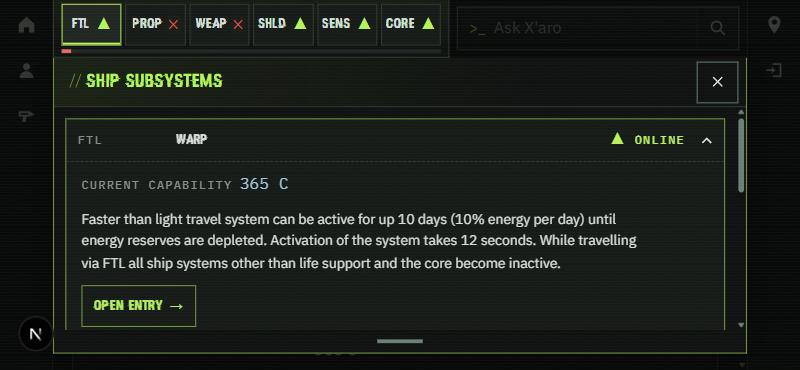 FTL PROP WEAP SHLD SENS CORE >_ Ask X'aro
// SHIP SUBSYSTEMS
FTL WARP ONLINE
CURRENT CAPABILITY 365 C
Faster than light travel system can be active for up 10 days (10% energy per day) until
energy reserves are depleted. Activation of the system takes 12 seconds. While travelling
via FTL all ship systems other than life support and the core become inactive.
OPEN ENTRY →
N